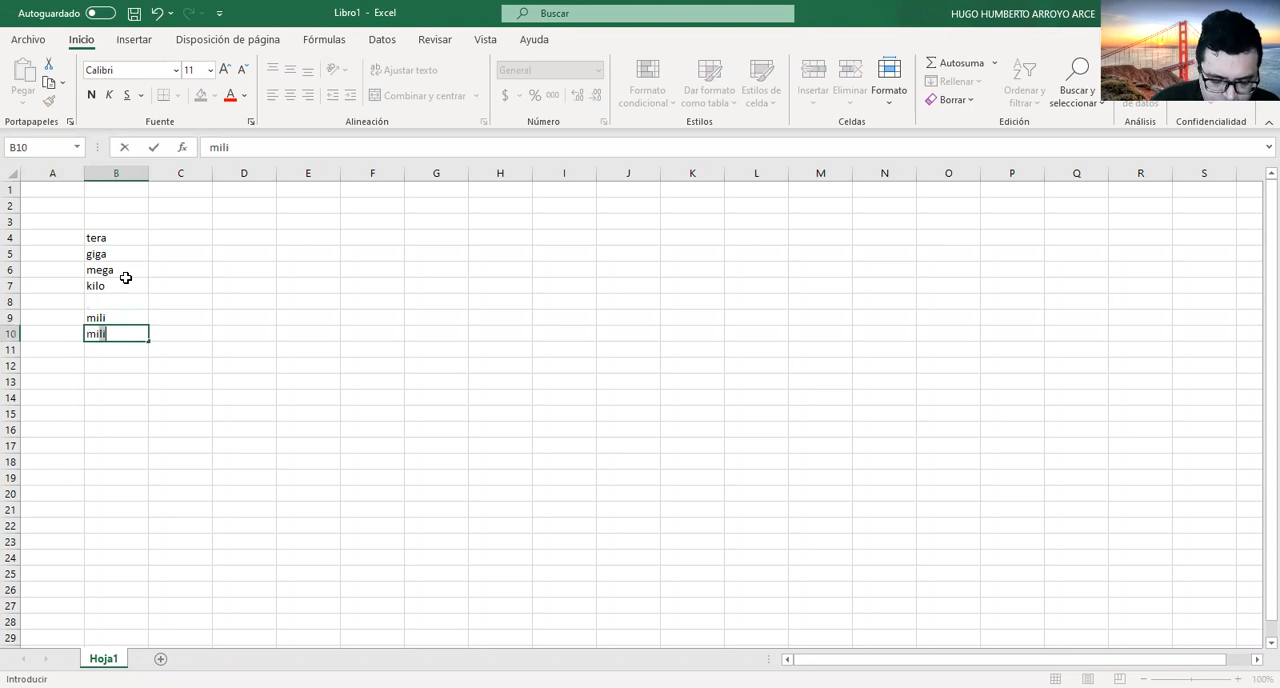 Autoguardado
Libro1 - Excel
Buscar
HUGO HUMBERTO ARROYO ARCE
Archivo Inicio Insertar Disposición de página Fórmulas Datos Revisar Vista Ayuda
Pegar
Calibri 11 A^ A˅
N K S A
Ajustar texto
Combinar y centrar
General
$ % 000
Formato condicional
Dar formato como tabla
Estilos de celda
Insertar Eliminar Formato
Autosuma
Rellenar
Borrar
Ordenar y filtrar
Buscar y seleccionar
de datos
Portapapeles Fuente Alineación Número Estilos Celdas Edición Análisis Confidencialidad
B10 fx mili
A B C D E F G H I J K L M N O P Q R S
1
2
3
4 tera
5 giga
6 mega
7 kilo
8
9 mili
10 mili
11
12
13
14
15
16
17
18
19
20
21
22
23
24
25
26
27
28
29
Hoja1
Introducir
100%